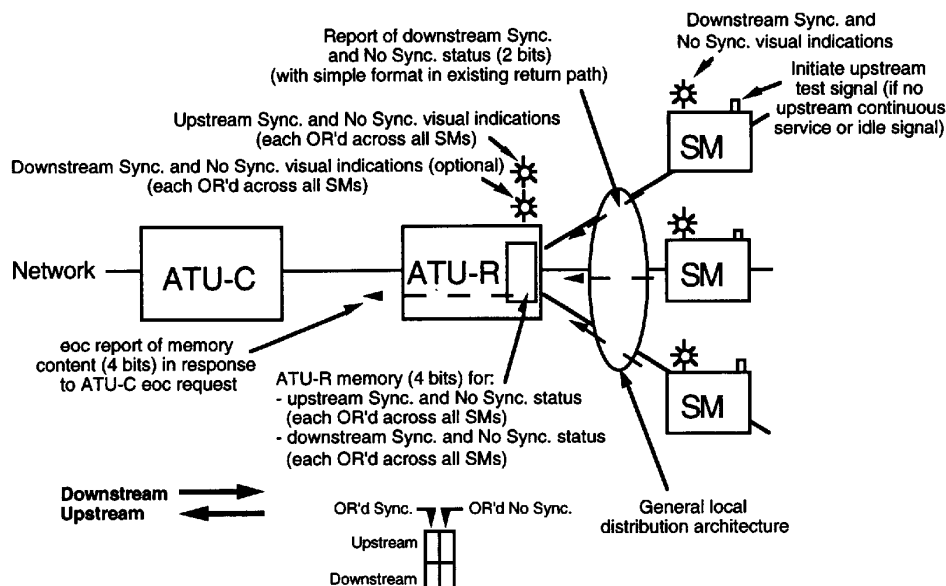 Report of downstream Sync.
and No Sync. status (2 bits)
(with simple format in existing return path)
Downstream Sync. and
No Sync. visual indications
Initiate upstream
test signal (if no
upstream continuous
service or idle signal)
Upstream Sync. and No Sync. visual indications
(each OR'd across all SMs)
Downstream Sync. and No Sync. visual indications (optional)
(each OR'd across all SMs)
SM
Network
ATU-C
ATU-R
SM
eoc report of memory
content (4 bits) in response
to ATU-C eoc request
ATU-R memory (4 bits) for:
- upstream Sync. and No Sync. status
(each OR'd across all SMs)
- downstream Sync. and No Sync. status
(each OR'd across all SMs)
SM
Downstream
Upstream
General local
distribution architecture
OR'd Sync.
OR'd No Sync.
Upstream
Downstream